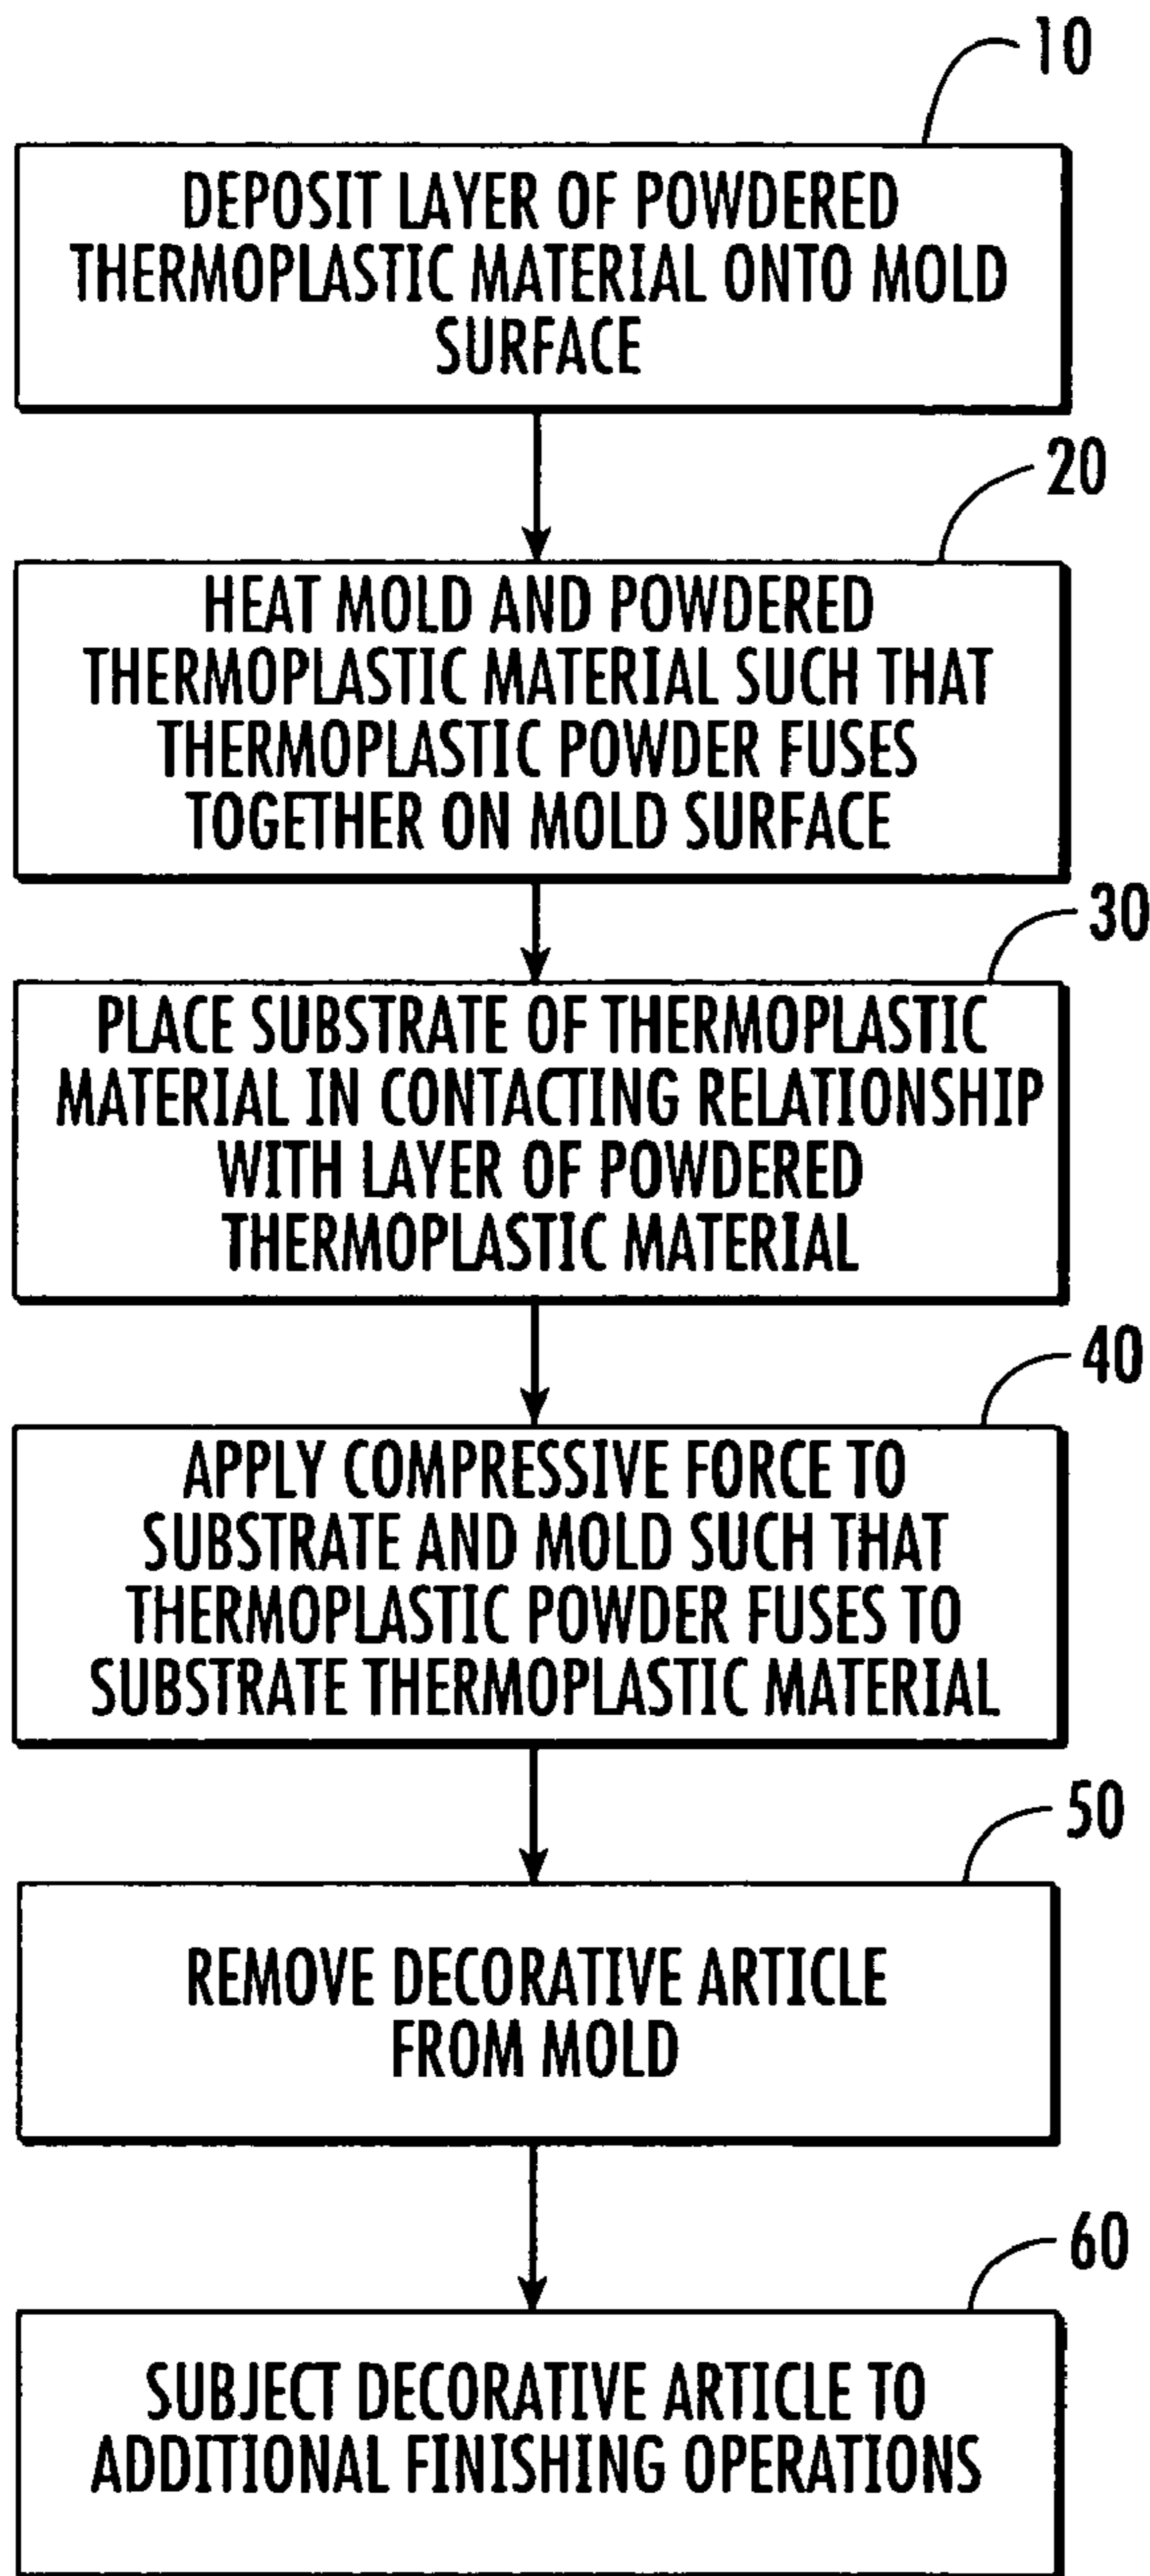 10
DEPOSIT LAYER OF POWDERED
THERMOPLASTIC MATERIAL ONTO MOLD
SURFACE
20
HEAT MOLD AND POWDERED
THERMOPLASTIC MATERIAL SUCH THAT
THERMOPLASTIC POWDER FUSES
TOGETHER ON MOLD SURFACE
30
PLACE SUBSTRATE OF THERMOPLASTIC
MATERIAL IN CONTACTING RELATIONSHIP
WITH LAYER OF POWDERED
THERMOPLASTIC MATERIAL
40
APPLY COMPRESSIVE FORCE TO
SUBSTRATE AND MOLD SUCH THAT
THERMOPLASTIC POWDER FUSES TO
SUBSTRATE THERMOPLASTIC MATERIAL
50
REMOVE DECORATIVE ARTICLE
FROM MOLD
60
SUBJECT DECORATIVE ARTICLE TO
ADDITIONAL FINISHING OPERATIONS